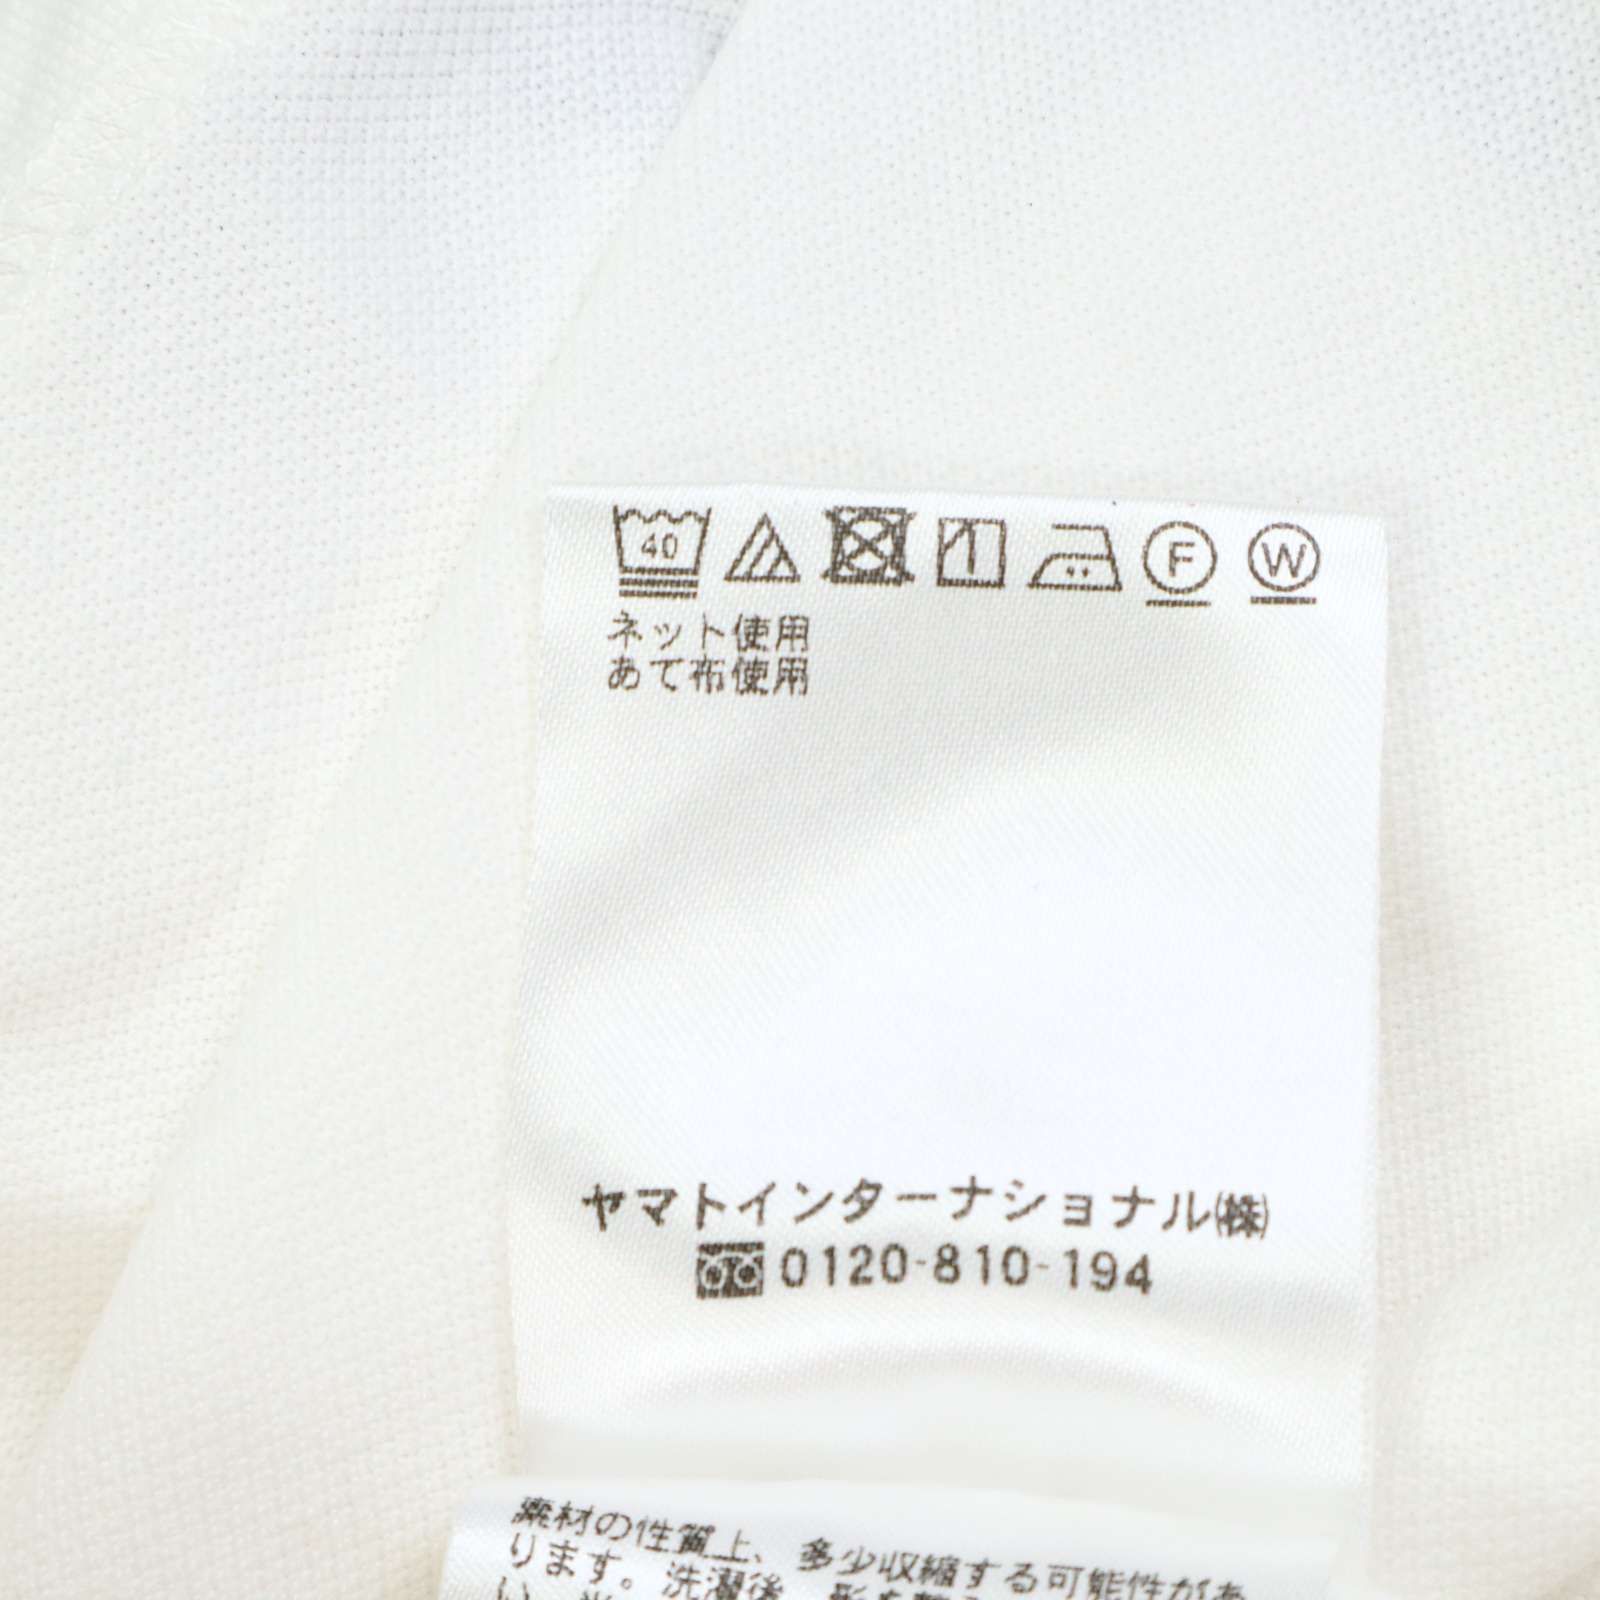 40 F W
ネット使用
あて布使用
ヤマトインターナショナル㈱
0120-810-194
素材の性質上、多少収縮する可能性があ
ります。洗濯後